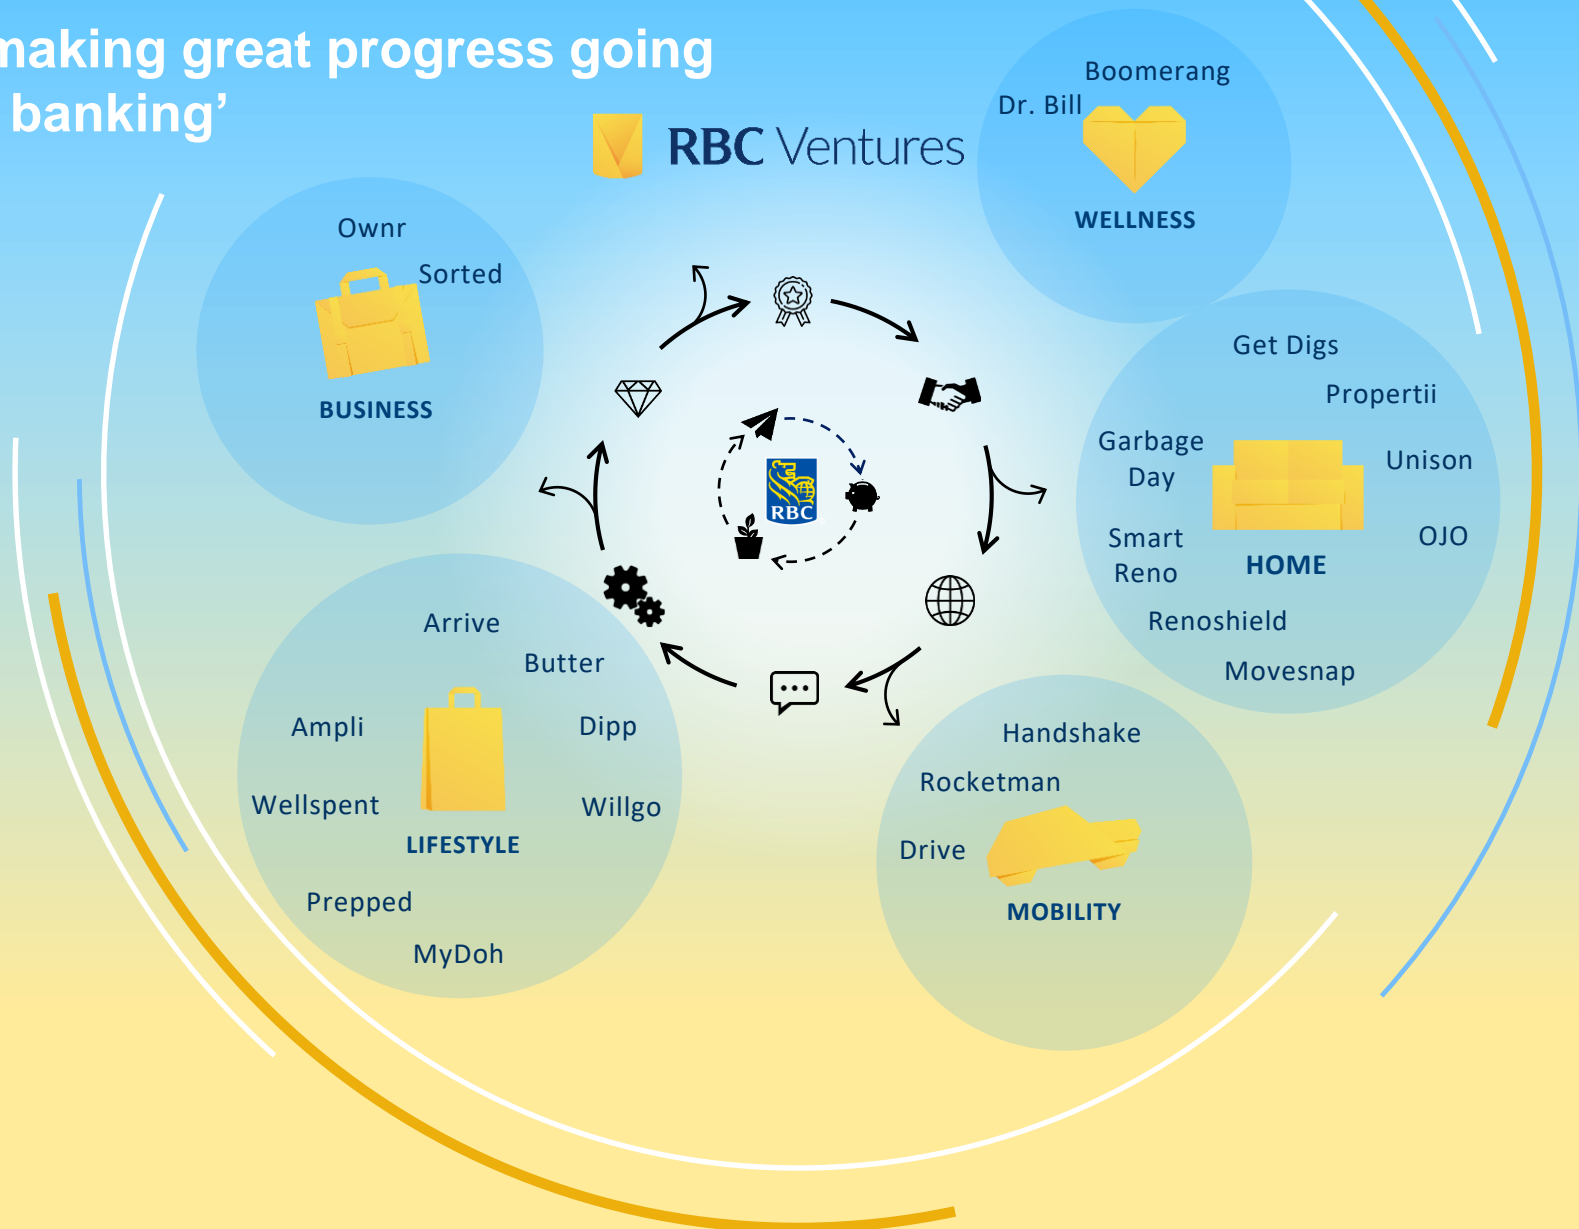 making great progress going
banking’
RBC Ventures
Boomerang
Dr. Bill
WELLNESS
Ownr
Sorted
BUSINESS
Get Digs
Propertii
Garbage
Day
Unison
Smart
Reno
OJO
HOME
Renoshield
Movesnap
RBC
Arrive
Butter
Ampli
Dipp
Wellspent
Willgo
LIFESTYLE
Prepped
MyDoh
Handshake
Rocketman
Drive
MOBILITY